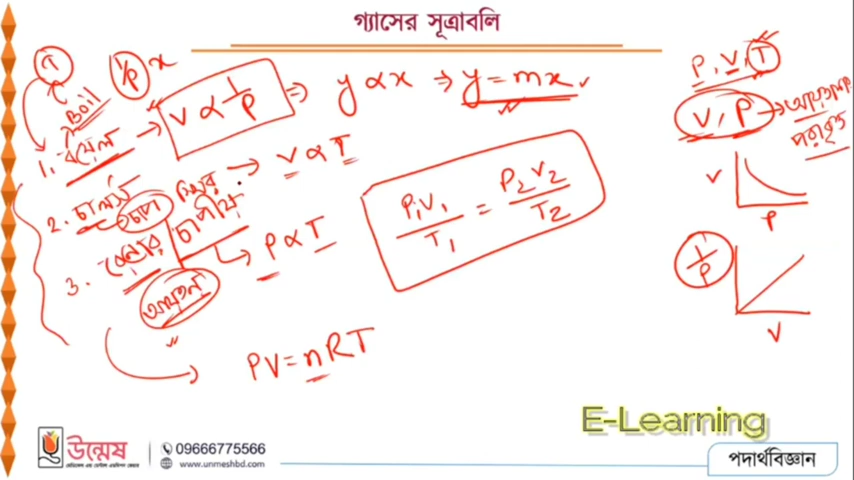 গ্যাসের সূত্রাবলি
T
1/P x
Boil
1. বয়েল → V ∝ 1/P ⇒ y ∝ x ⇒ y = mx
2. চার্লস চাপ স্থির → V ∝ T
3. রেনোর চাপীয় → P ∝ T
আয়তন
P₁V₁/T₁ = P₂V₂/T₂
PV = nRT
P, V, T
V, P →
V
P
1/P
V
E-Learning
উন্মেষ
09666775566
www.unmeshbd.com
পদার্থবিজ্ঞান